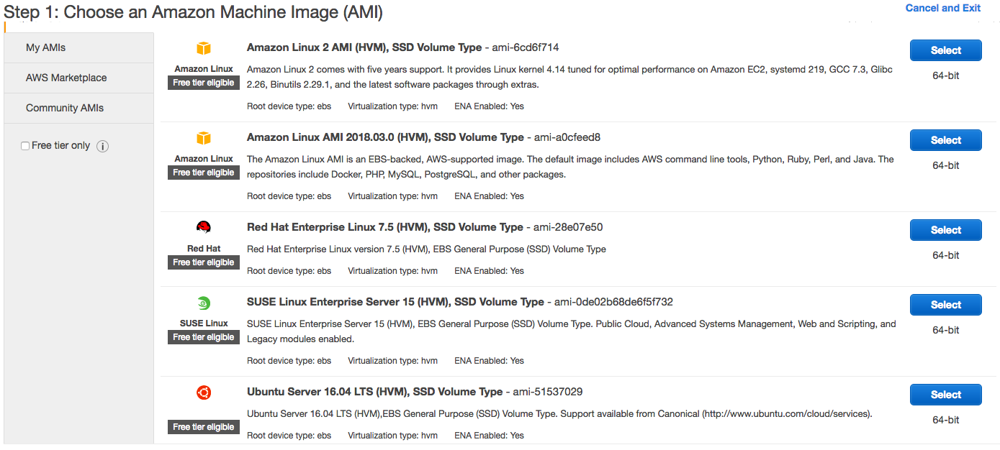 Step 1: Choose an Amazon Machine Image (AMI)
Cancel and Exit
My AMIs
AWS Marketplace
Community AMIs
Free tier only
Amazon Linux
Free tier eligible
Amazon Linux 2 AMI (HVM), SSD Volume Type - ami-6cd6f714
Amazon Linux 2 comes with five years support. It provides Linux kernel 4.14 tuned for optimal performance on Amazon EC2, systemd 219, GCC 7.3, Glibc
2.26, Binutils 2.29.1, and the latest software packages through extras.
Root device type: ebs Virtualization type: hvm ENA Enabled: Yes
Select
64-bit
Amazon Linux
Free tier eligible
Amazon Linux AMI 2018.03.0 (HVM), SSD Volume Type - ami-a0cfeed8
The Amazon Linux AMI is an EBS-backed, AWS-supported image. The default image includes AWS command line tools, Python, Ruby, Perl, and Java. The
repositories include Docker, PHP, MySQL, PostgreSQL, and other packages.
Root device type: ebs Virtualization type: hvm ENA Enabled: Yes
Select
64-bit
Red Hat
Free tier eligible
Red Hat Enterprise Linux 7.5 (HVM), SSD Volume Type - ami-28e07e50
Red Hat Enterprise Linux version 7.5 (HVM), EBS General Purpose (SSD) Volume Type
Root device type: ebs Virtualization type: hvm ENA Enabled: Yes
Select
64-bit
SUSE Linux
Free tier eligible
SUSE Linux Enterprise Server 15 (HVM), SSD Volume Type - ami-0de02b68de6f5f732
SUSE Linux Enterprise Server 15 (HVM), EBS General Purpose (SSD) Volume Type. Public Cloud, Advanced Systems Management, Web and Scripting, and
Legacy modules enabled.
Root device type: ebs Virtualization type: hvm ENA Enabled: Yes
Select
64-bit
Free tier eligible
Ubuntu Server 16.04 LTS (HVM), SSD Volume Type - ami-51537029
Ubuntu Server 16.04 LTS (HVM),EBS General Purpose (SSD) Volume Type. Support available from Canonical (http://www.ubuntu.com/cloud/services).
Root device type: ebs Virtualization type: hvm ENA Enabled: Yes
Select
64-bit